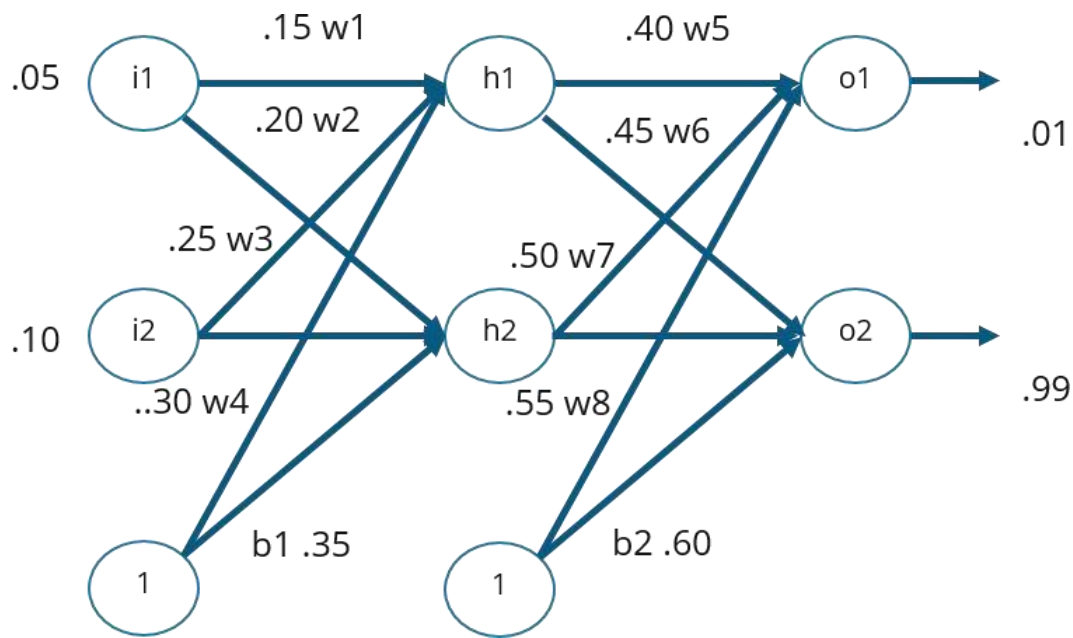 .15 w1
.40 w5
.05
i1
h1
o1
.20 w2
.45 w6
.01
.25 w3
.50 w7
.10
i2
h2
o2
..30 w4
.55 w8
.99
b1 .35
b2 .60
1
1